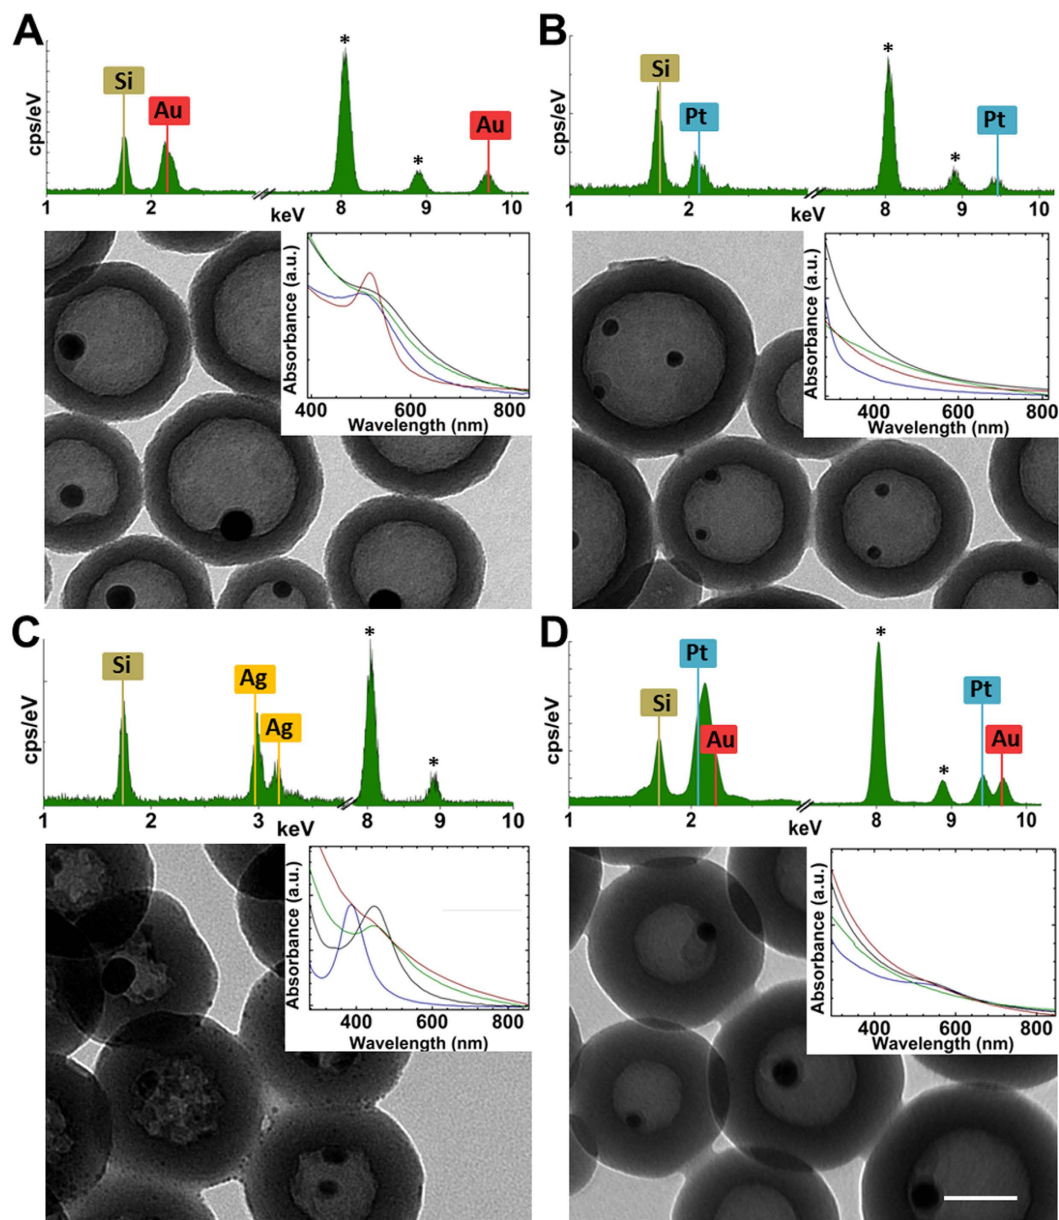 A
cps/eV
Si
Au
*
*
Au
1
2
keV
8
9
10
Absorbance (a.u.)
400
600
800
Wavelength (nm)
B
cps/eV
Si
Pt
*
*
Pt
1
2
keV
8
9
10
Absorbance (a.u.)
400
600
800
Wavelength (nm)
C
cps/eV
Si
Ag
Ag
*
*
1
2
3
keV
8
9
10
Absorbance (a.u.)
400
600
800
Wavelength (nm)
D
cps/eV
Si
Pt
Au
*
*
Pt
Au
1
2
keV
8
9
10
Absorbance (a.u.)
400
600
800
Wavelength (nm)